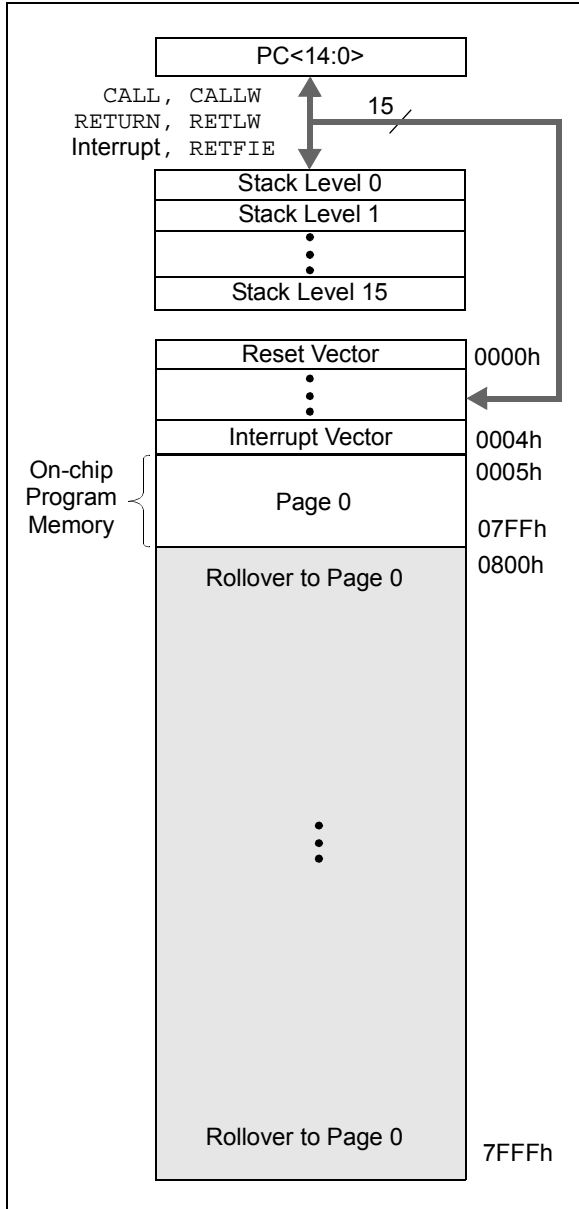 PC<14:0>
CALL, CALLW
RETURN, RETLW
Interrupt, RETFIE
15
Stack Level 0
Stack Level 1
Stack Level 15
Reset Vector
0000h
Interrupt Vector
0004h
On-chip
Program
Memory
Page 0
0005h
07FFh
Rollover to Page 0
0800h
Rollover to Page 0
7FFFh